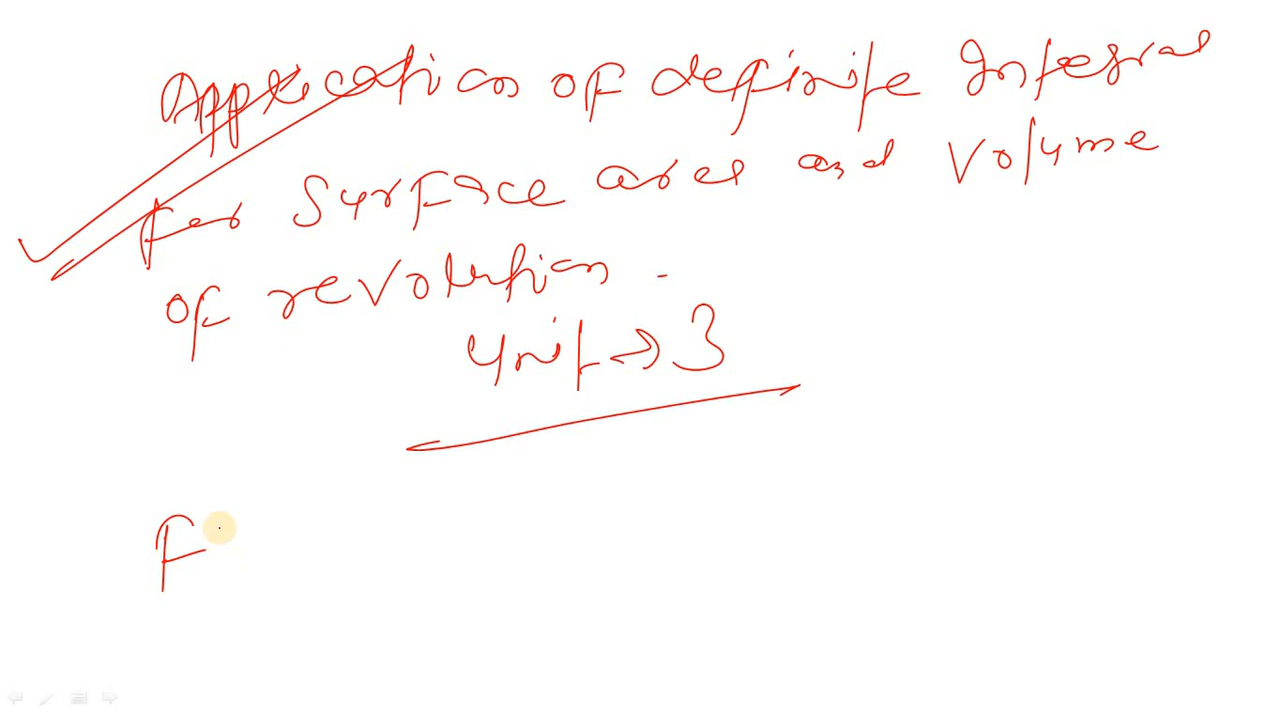 Application of definite Integral
for Surface area and Volume
of revolution.
Unit → 3
F